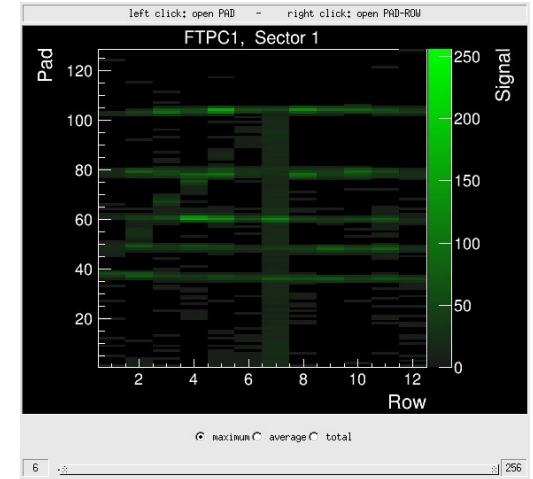 left click: open PAD - right click: open PAD-ROW
FTPC1, Sector 1
Pad
Signal
120
100
80
60
40
20
250
200
150
100
50
0
2 4 6 8 10 12
Row
maximum average total
6 256